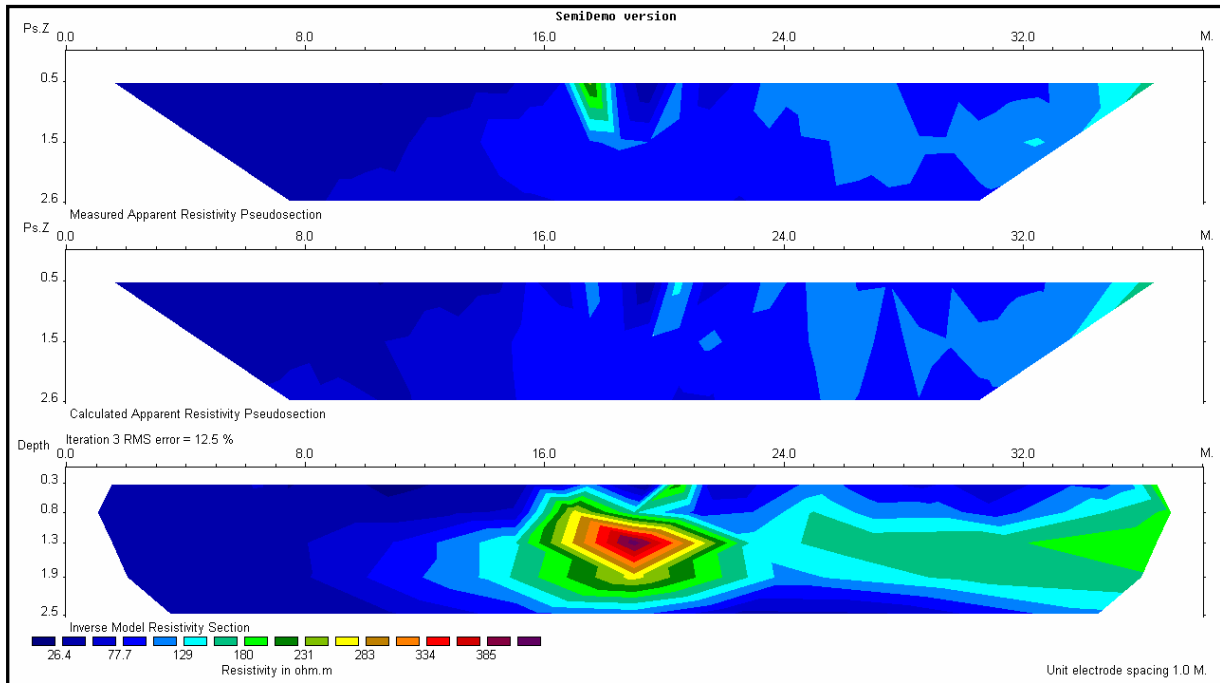 SemiDemo version
Ps.Z 0.0 8.0 16.0 24.0 32.0 M.
0.5
1.5
2.6
Measured Apparent Resistivity Pseudosection
Ps.Z 0.0 8.0 16.0 24.0 32.0 M.
0.5
1.5
2.6
Calculated Apparent Resistivity Pseudosection
Depth Iteration 3 RMS error = 12.5 %
0.0 8.0 16.0 24.0 32.0 M.
0.3
0.8
1.3
1.9
2.5
Inverse Model Resistivity Section
26.4 77.7 129 180 231 283 334 385
Resistivity in ohm.m Unit electrode spacing 1.0 M.